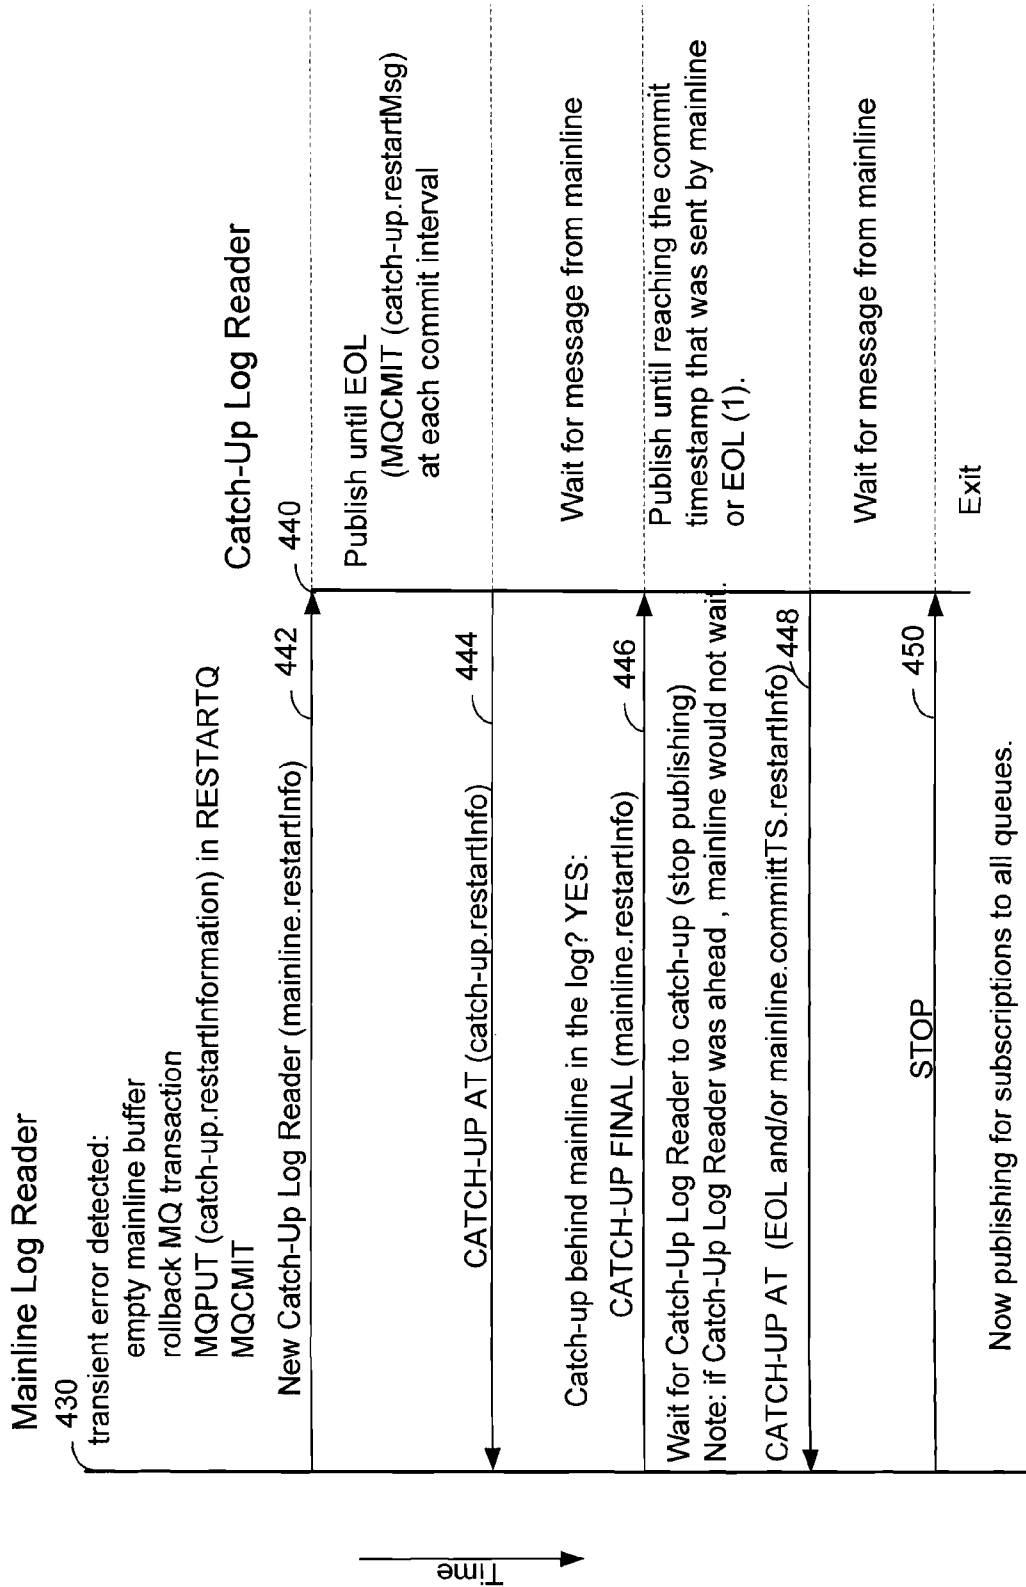 Mainline Log Reader
430
transient error detected:
empty mainline buffer
rollback MQ transaction
MQPUT (catch-up.restartInformation) in RESTARTQ
MQCMIT
Catch-Up Log Reader
440
New Catch-Up Log Reader (mainline.restartInfo)
442
Publish until EOL
(MQCMIT (catch-up.restartMsg)
at each commit interval
CATCH-UP AT (catch-up.restartInfo)
444
Wait for message from mainline
Catch-up behind mainline in the log? YES:
CATCH-UP FINAL (mainline.restartInfo)
446
Wait for Catch-Up Log Reader to catch-up (stop publishing)
Note: if Catch-Up Log Reader was ahead , mainline would not wait.
Publish until reaching the commit
timestamp that was sent by mainline
or EOL (1).
CATCH-UP AT (EOL and/or mainline.committTS.restartInfo)
448
Wait for message from mainline
STOP
450
Exit
Now publishing for subscriptions to all queues.
Time